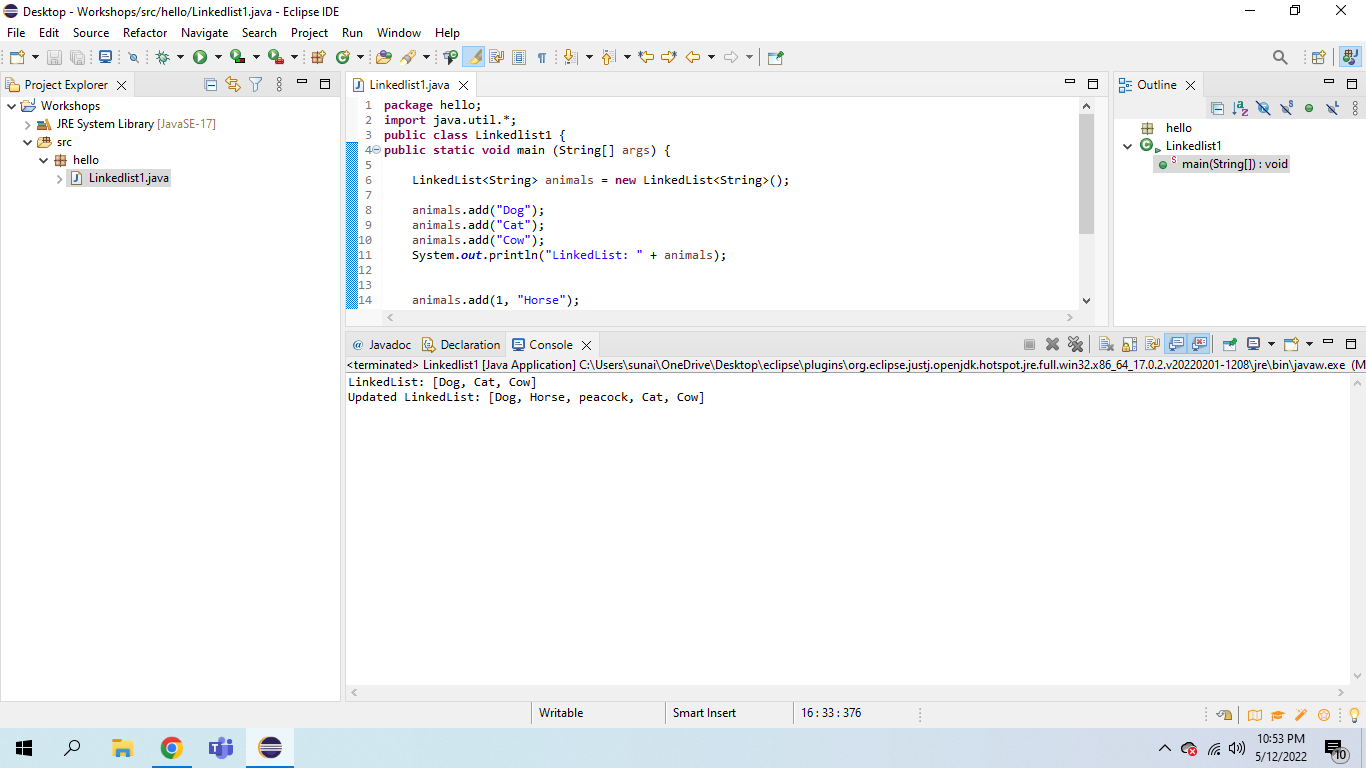 Desktop - Workshops/src/hello/Linkedlist1.java - Eclipse IDE
File Edit Source Refactor Navigate Search Project Run Window Help
Project Explorer
Workshops
JRE System Library [JavaSE-17]
src
hello
Linkedlist1.java
Linkedlist1.java
1 package hello;
2 import java.util.*;
3 public class Linkedlist1 {
4 public static void main (String[] args) {
5
6 LinkedList<String> animals = new LinkedList<String>();
7
8 animals.add("Dog");
9 animals.add("Cat");
10 animals.add("Cow");
11 System.out.println("LinkedList: " + animals);
12
13
14 animals.add(1, "Horse");
Outline
hello
Linkedlist1
main(String[]) : void
@ Javadoc Declaration Console
<terminated> Linkedlist1 [Java Application] C:\Users\sunai\OneDrive\Desktop\eclipse\plugins\org.eclipse.justj.openjdk.hotspot.jre.full.win32.x86_64_17.0.2.v20220201-1208\jre\bin\javaw.exe (M
LinkedList: [Dog, Cat, Cow]
Updated LinkedList: [Dog, Horse, peacock, Cat, Cow]
Writable Smart Insert 16 : 33 : 376
10:53 PM
5/12/2022
10